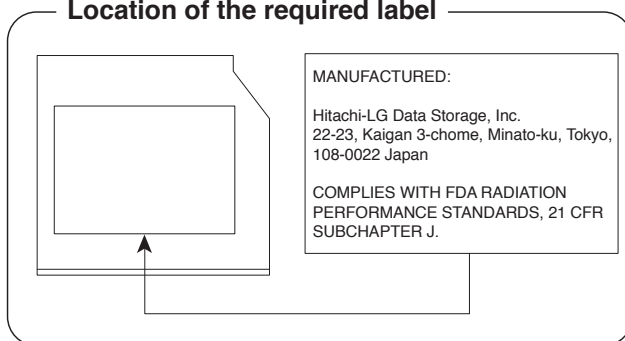 Location of the required label
MANUFACTURED:
Hitachi-LG Data Storage, Inc.
22-23, Kaigan 3-chome, Minato-ku, Tokyo,
108-0022 Japan
COMPLIES WITH FDA RADIATION
PERFORMANCE STANDARDS, 21 CFR
SUBCHAPTER J.